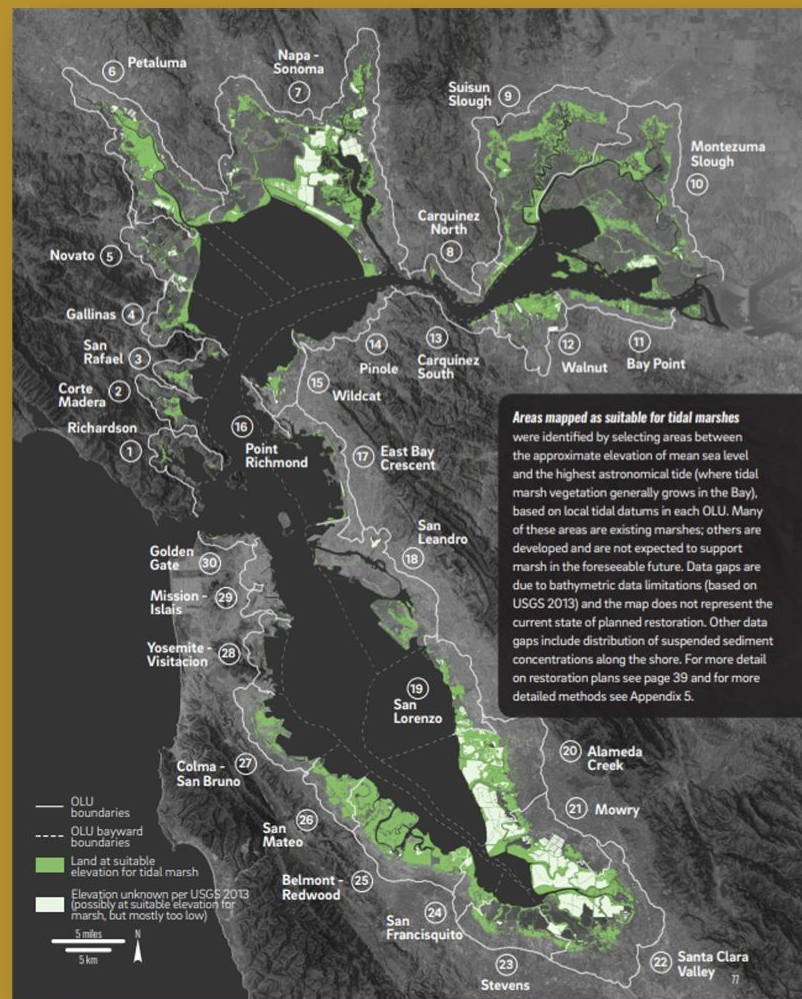 6
Petaluma
Napa -
Sonoma
7
Suisun
Slough
9
Montezuma
Slough
10
Carquinez
North
8
Novato
5
Gallinas
4
San
Rafael
3
Corte
Madera
2
Richardson
1
14
Pinole
13
Carquinez
South
12
Walnut
11
Bay Point
15
Wildcat
16
Point
Richmond
17
East Bay
Crescent
San
Leandro
18
Areas mapped as suitable for tidal marshes
were identified by selecting areas between
the approximate elevation of mean sea level
and the highest astronomical tide (where tidal
marsh vegetation generally grows in the Bay),
based on local tidal datums in each OLU. Many
of these areas are existing marshes; others are
developed and are not expected to support
marsh in the foreseeable future. Data gaps are
due to bathymetric data limitations (based on
USGS 2013) and the map does not represent the
current state of planned restoration. Other data
gaps include distribution of suspended sediment
concentrations along the shore. For more detail
on restoration plans see page 39 and for more
detailed methods see Appendix 5.
Golden
Gate
30
Mission -
Islais
29
Yosemite -
Visitacion
28
19
San
Lorenzo
20
Alameda
Creek
21
Mowry
Colma -
San Bruno
27
San
Mateo
26
Belmont -
Redwood
25
San
Francisquito
24
23
Stevens
22
Santa Clara
Valley
OLU
boundaries
OLU bayward
boundaries
Land at suitable
elevation for tidal marsh
Elevation unknown per USGS 2013
(possibly at suitable elevation for
marsh, but mostly too low)
5 miles
5 km
N
77